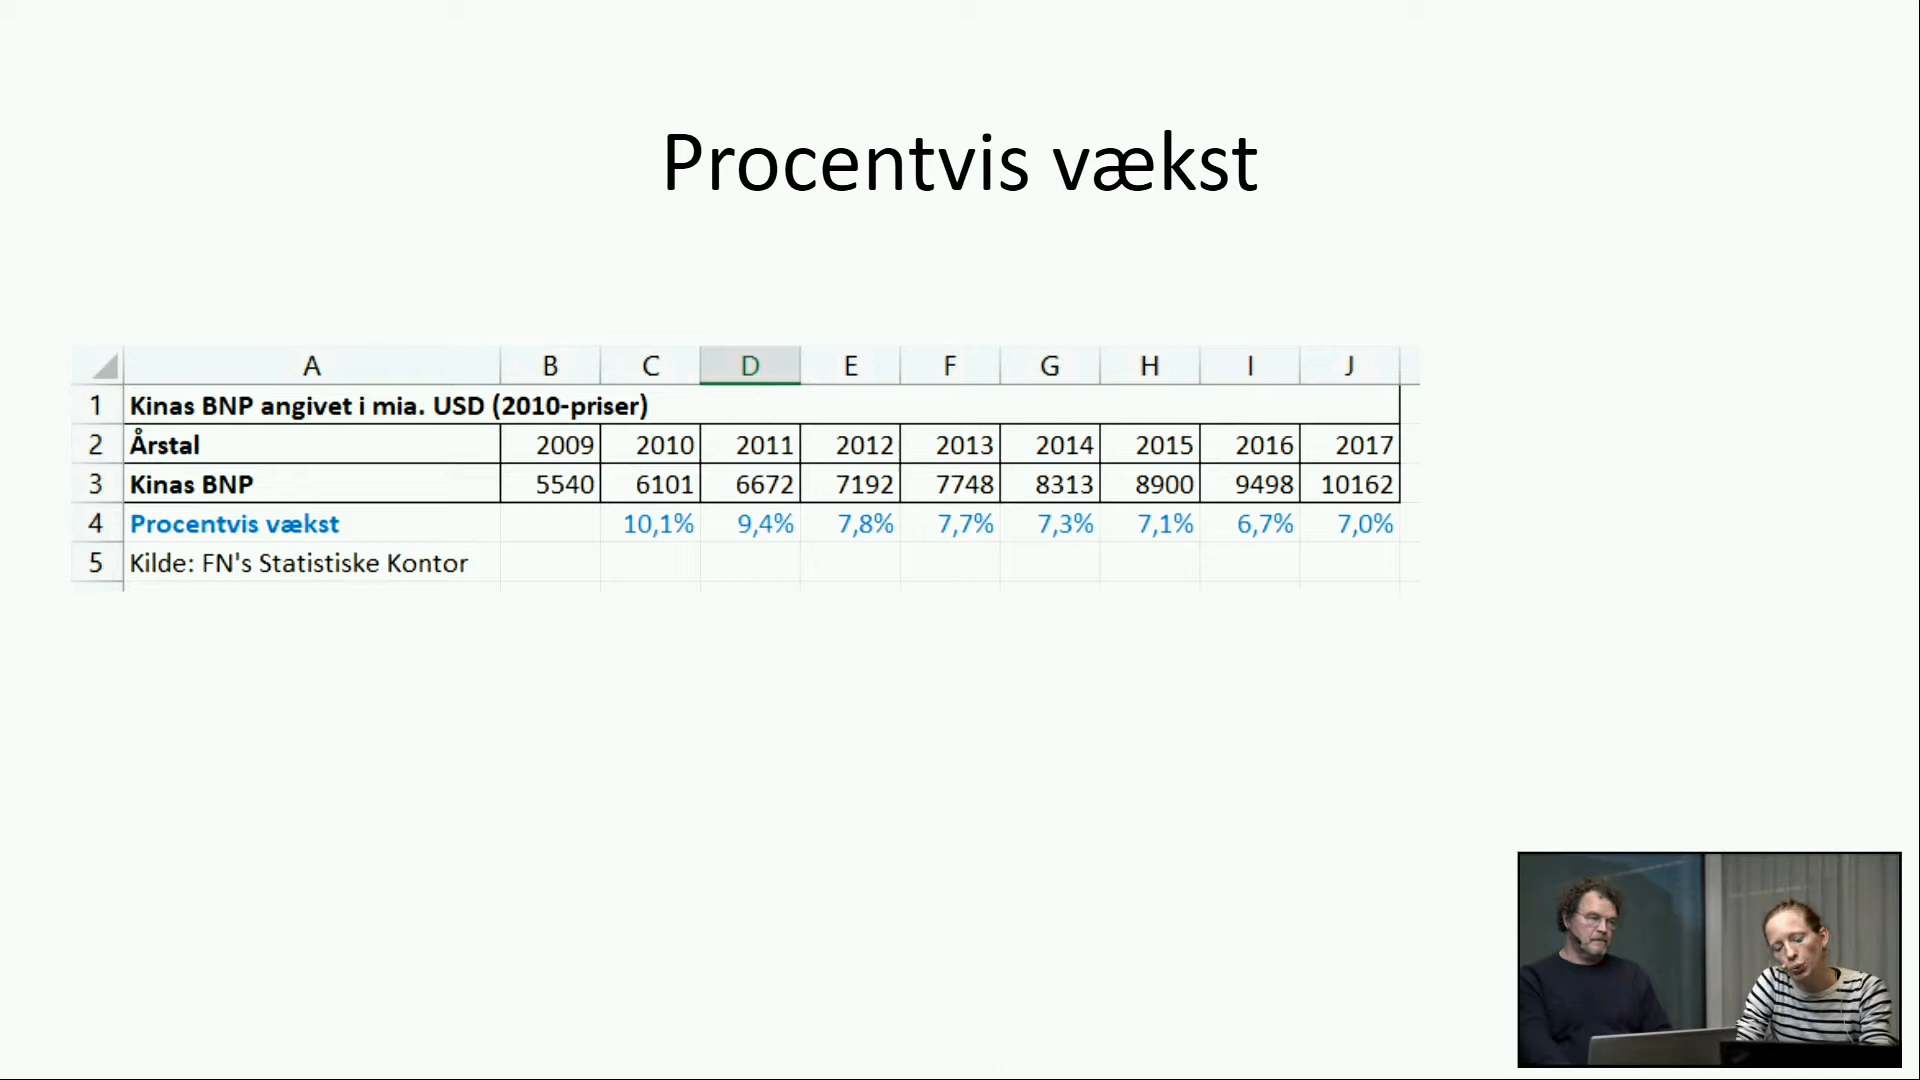 Procentvis vækst
A B C D E F G H I J
1 Kinas BNP angivet i mia. USD (2010-priser)
2 Årstal 2009 2010 2011 2012 2013 2014 2015 2016 2017
3 Kinas BNP 5540 6101 6672 7192 7748 8313 8900 9498 10162
4 Procentvis vækst 10,1% 9,4% 7,8% 7,7% 7,3% 7,1% 6,7% 7,0%
5 Kilde: FN's Statistiske Kontor